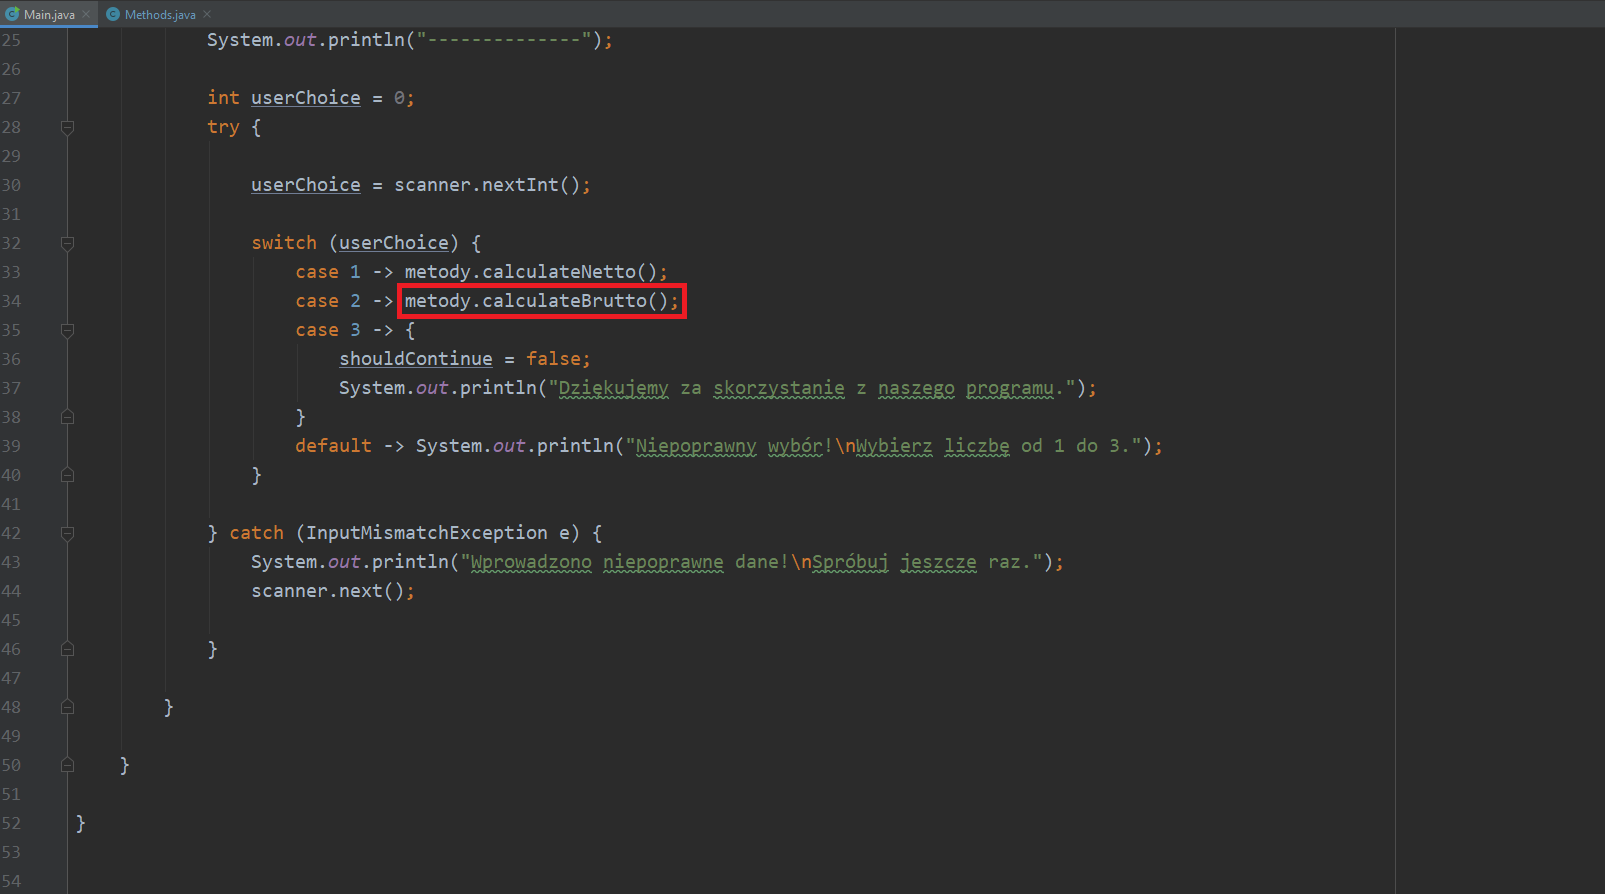 Main.java Methods.java
25 System.out.println("--------------");
26
27 int userChoice = 0;
28 try {
29
30 userChoice = scanner.nextInt();
31
32 switch (userChoice) {
33 case 1 -> metody.calculateNetto();
34 case 2 -> metody.calculateBrutto();
35 case 3 -> {
36 shouldContinue = false;
37 System.out.println("Dziękujemy za skorzystanie z naszego programu.");
38 }
39 default -> System.out.println("Niepoprawny wybór!\nWybierz liczbę od 1 do 3.");
40 }
41
42 } catch (InputMismatchException e) {
43 System.out.println("Wprowadzono niepoprawne dane!\nSpróbuj jeszcze raz.");
44 scanner.next();
45
46 }
47
48 }
49
50 }
51
52 }
53
54